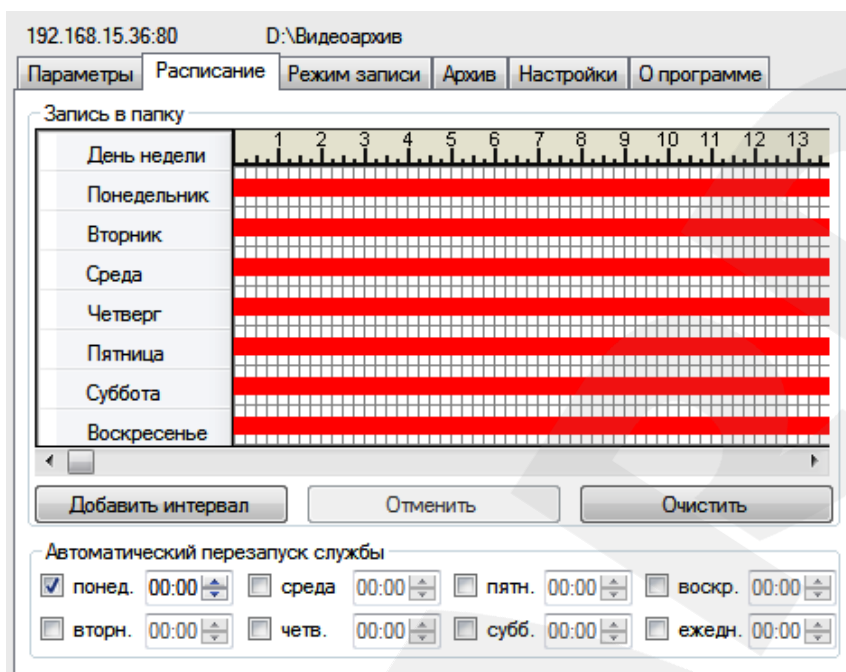 192.168.15.36:80 D:\Видеоархив
Параметры Расписание Режим записи Архив Настройки О программе
Запись в папку
День недели 1 2 3 4 5 6 7 8 9 10 11 12 13
Понедельник
Вторник
Среда
Четверг
Пятница
Суббота
Воскресенье
Добавить интервал Отменить Очистить
Автоматический перезапуск службы
понед. 00:00 среда 00:00 пятн. 00:00 воскр. 00:00
вторн. 00:00 четв. 00:00 субб. 00:00 ежедн. 00:00